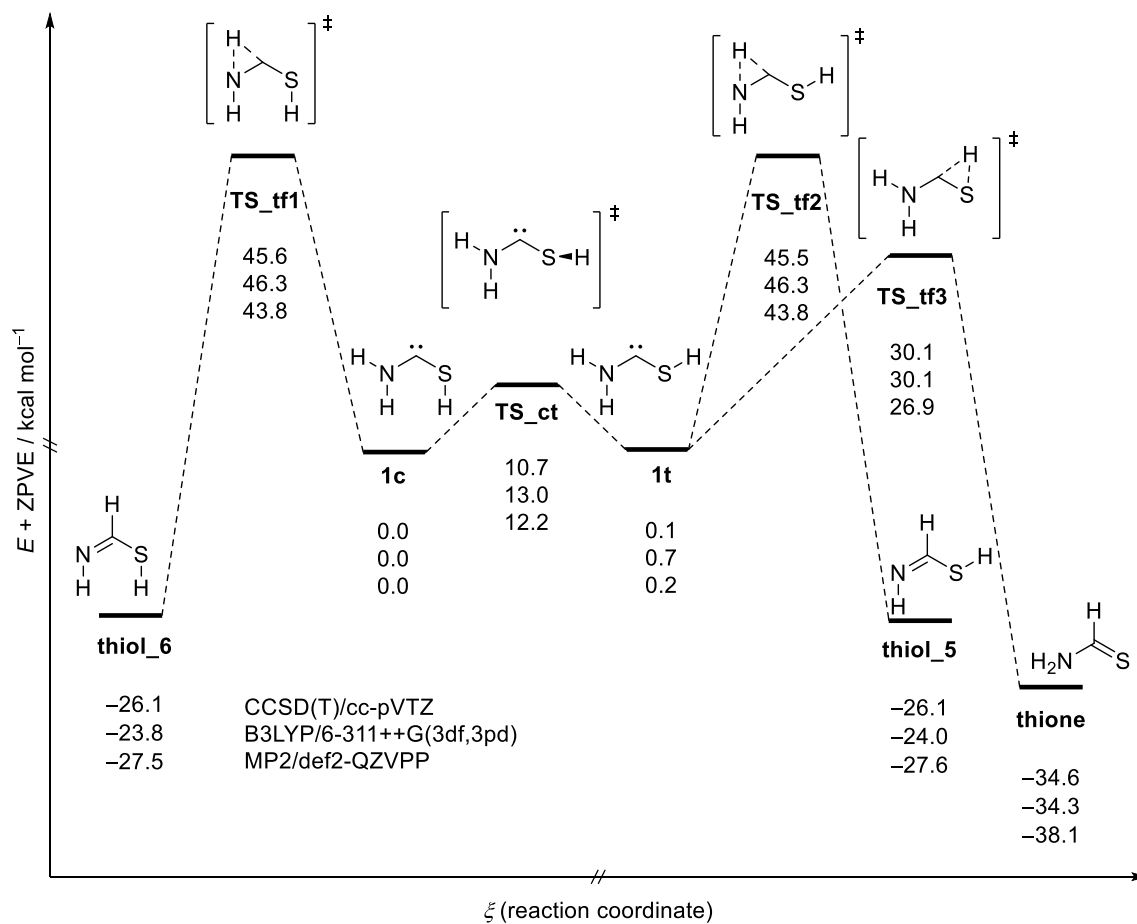 ‡
H
N
S
H
H
TS_tf1
45.6
46.3
43.8
‡
H
N
S
H
TS_ct
10.7
13.0
12.2
H
‡
H
H
N
S
H
TS_tf2
45.5
46.3
43.8
‡
H
H
N
S
H
TS_tf3
30.1
30.1
26.9
H
N
S
H
H
1c
0.0
0.0
0.0
H
H
N
S
H
1t
0.1
0.7
0.2
H
N
S
H
H
thiol_6
–26.1
–23.8
–27.5
CCSD(T)/cc-pVTZ
B3LYP/6-311++G(3df,3pd)
MP2/def2-QZVPP
H
H
N
S
H
thiol_5
–26.1
–24.0
–27.6
H
H2N
S
thione
–34.6
–34.3
–38.1
E + ZPVE / kcal mol−1
ξ (reaction coordinate)